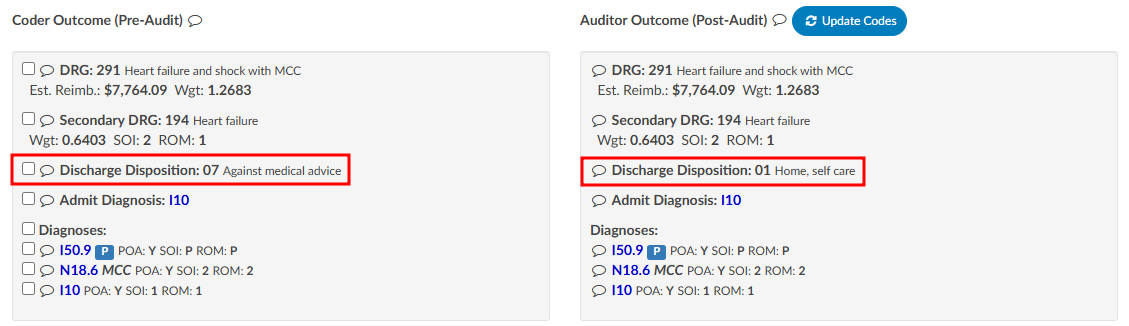 Coder Outcome (Pre-Audit)
DRG: 291 Heart failure and shock with MCC
Est. Reimb.: $7,764.09 Wgt: 1.2683
Secondary DRG: 194 Heart failure
Wgt: 0.6403 SOI: 2 ROM: 1
Discharge Disposition: 07 Against medical advice
Admit Diagnosis: I10
Diagnoses:
I50.9 P POA: Y SOI: P ROM: P
N18.6 MCC POA: Y SOI: 2 ROM: 2
I10 POA: Y SOI: 1 ROM: 1
Auditor Outcome (Post-Audit) Update Codes
DRG: 291 Heart failure and shock with MCC
Est. Reimb.: $7,764.09 Wgt: 1.2683
Secondary DRG: 194 Heart failure
Wgt: 0.6403 SOI: 2 ROM: 1
Discharge Disposition: 01 Home, self care
Admit Diagnosis: I10
Diagnoses:
I50.9 P POA: Y SOI: P ROM: P
N18.6 MCC POA: Y SOI: 2 ROM: 2
I10 POA: Y SOI: 1 ROM: 1